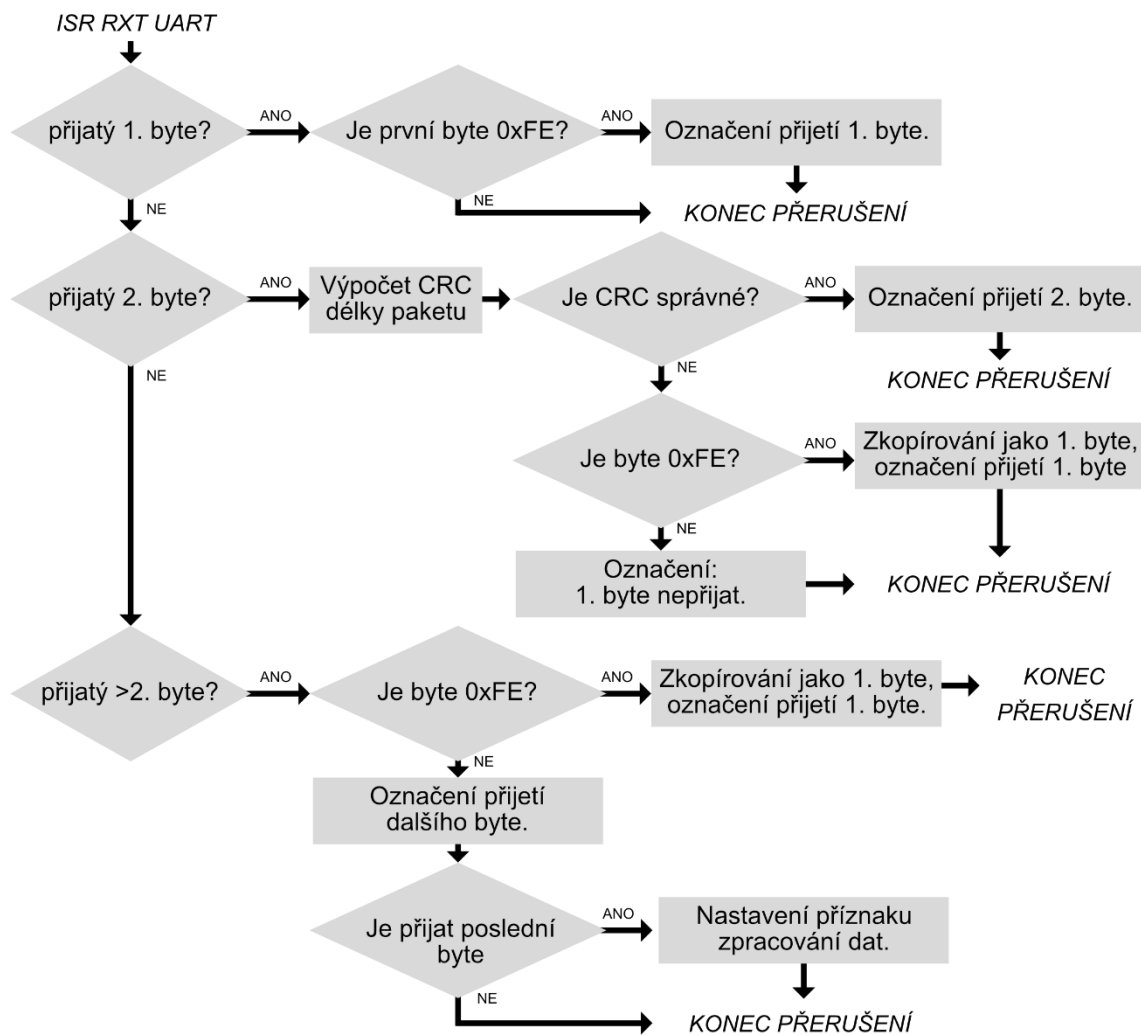 ISR RXT UART
přijatý 1. byte?
ANO
Je první byte 0xFE?
ANO
Označení přijetí 1. byte.
NE
NE
KONEC PŘERUŠENÍ
přijatý 2. byte?
ANO
Výpočet CRC
délky paketu
Je CRC správné?
ANO
Označení přijetí 2. byte.
NE
NE
KONEC PŘERUŠENÍ
Je byte 0xFE?
ANO
Zkopírování jako 1. byte,
označení přijetí 1. byte
NE
Označení:
1. byte nepřijat.
KONEC PŘERUŠENÍ
přijatý >2. byte?
ANO
Je byte 0xFE?
ANO
Zkopírování jako 1. byte,
označení přijetí 1. byte.
KONEC
PŘERUŠENÍ
NE
Označení přijetí
dalšího byte.
Je přijat poslední
byte
ANO
Nastavení příznaku
zpracování dat.
NE
KONEC PŘERUŠENÍ